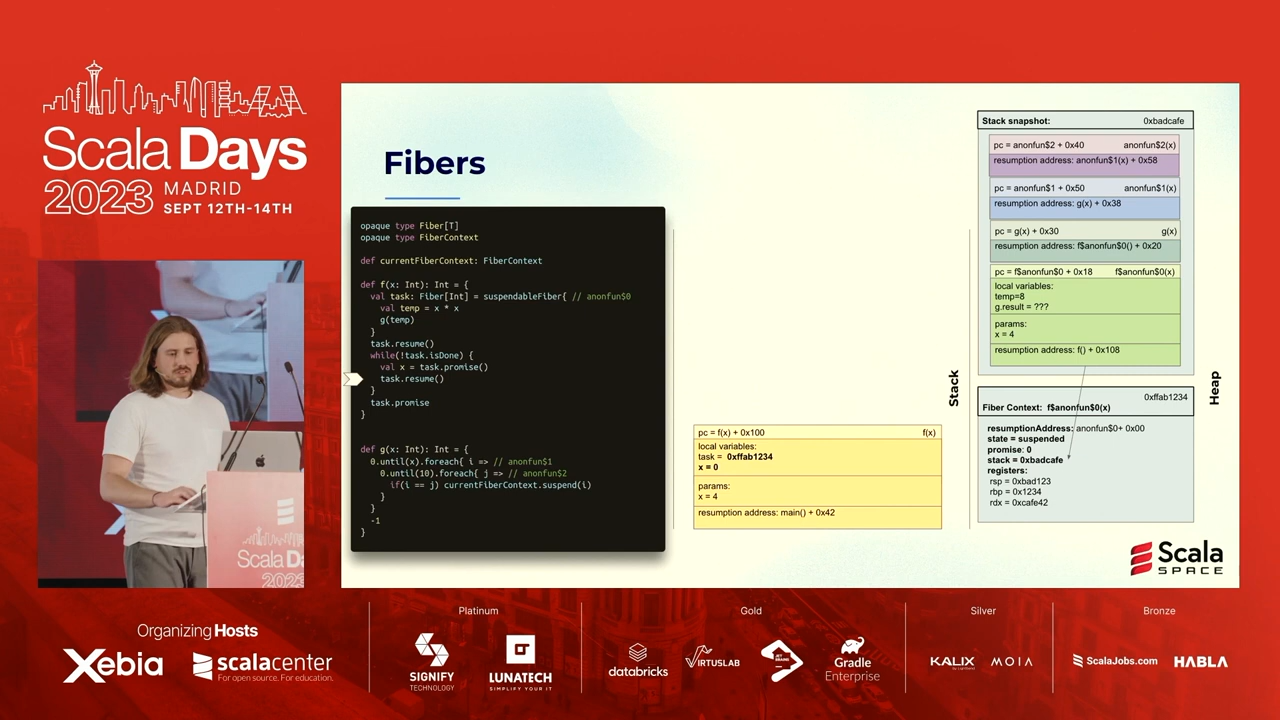 Scala Days
2023 MADRID
SEPT 12TH-14TH
Fibers
opaque type Fiber[T]
opaque type FiberContext
def currentFiberContext: FiberContext
def f(x: Int): Int = {
val task: Fiber[Int] = suspendableFiber{ // anonfun$0
val temp = x * x
g(temp)
}
task.resume()
while(!task.isDone) {
val x = task.promise()
task.resume()
}
task.promise
}
def g(x: Int): Int = {
0.until(x).foreach{ i => // anonfun$1
0.until(10).foreach{ j => // anonfun$2
if(i == j) currentFiberContext.suspend(i)
}
}
-1
}
pc = f(x) + 0x100 f(x)
local variables:
task = 0xffab1234
x = 0
params:
x = 4
resumption address: main() + 0x42
Stack
Stack snapshot: 0xbadcafe
pc = anonfun$2 + 0x40 anonfun$2(x)
resumption address: anonfun$1(x) + 0x58
pc = anonfun$1 + 0x50 anonfun$1(x)
resumption address: g(x) + 0x38
pc = g(x) + 0x30 g(x)
resumption address: f$anonfun$0() + 0x20
pc = f$anonfun$0 + 0x18 f$anonfun$0(x)
local variables:
temp=8
g.result = ???
params:
x = 4
resumption address: f() + 0x108
Heap
0xffab1234
Fiber Context: f$anonfun$0(x)
resumptionAddress: anonfun$0+ 0x00
state = suspended
promise: 0
stack = 0xbadcafe
registers:
rsp = 0xbad123
rbp = 0x1234
rdx = 0xcafe42
Scala
SPACE
Scala Da
2023
Organizing Hosts
Xebia
scalacenter
For open source. For education.
Platinum
SIGNIFY
TECHNOLOGY
LUNATECH
SIMPLIFY YOUR IT
Gold
databricks
VIRTUSLAB
JET
BRAINS
Gradle
Enterprise
Silver
KALIX
by Lightbend
MOIA
Bronze
ScalaJobs.com
HABLA